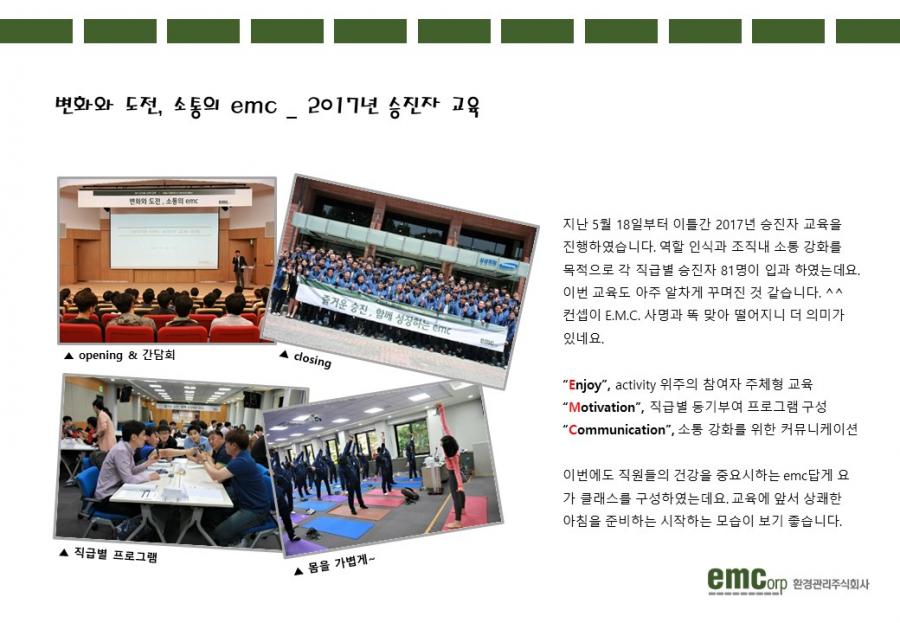 변화와 도전, 소통의 emc _ 2017년 승진자 교육
변화와 도전 , 소통의 emc
즐거운 승진 , 함께 성장하는 emc
emc
▲ opening & 간담회
▲ closing
▲ 직급별 프로그램
▲ 몸을 가볍게~
지난 5월 18일부터 이틀간 2017년 승진자 교육을
진행하였습니다. 역할 인식과 조직내 소통 강화를
목적으로 각 직급별 승진자 81명이 입과 하였는데요.
이번 교육도 아주 알차게 꾸며진 것 같습니다. ^^
컨셉이 E.M.C. 사명과 똑 맞아 떨어지니 더 의미가
있네요.
“Enjoy”, activity 위주의 참여자 주체형 교육
“Motivation”, 직급별 동기부여 프로그램 구성
“Communication”, 소통 강화를 위한 커뮤니케이션
이번에도 직원들의 건강을 중요시하는 emc답게 요
가 클래스를 구성하였는데요. 교육에 앞서 상쾌한
아침을 준비하는 시작하는 모습이 보기 좋습니다.
emcorp 환경관리주식회사